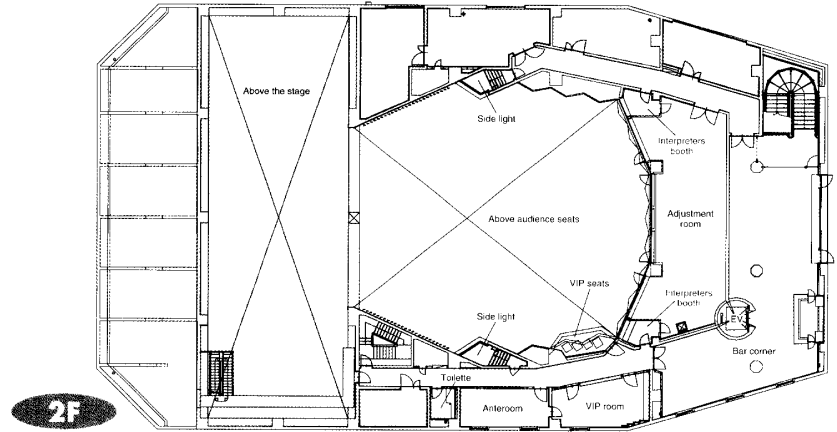 Above the stage
Side light
Interpreters
booth
Above audience seats
Adjustment
room
VIP seats
Interpreters
booth
Side light
EV
Bar corner
Toilette
Anteroom
VIP room
2F